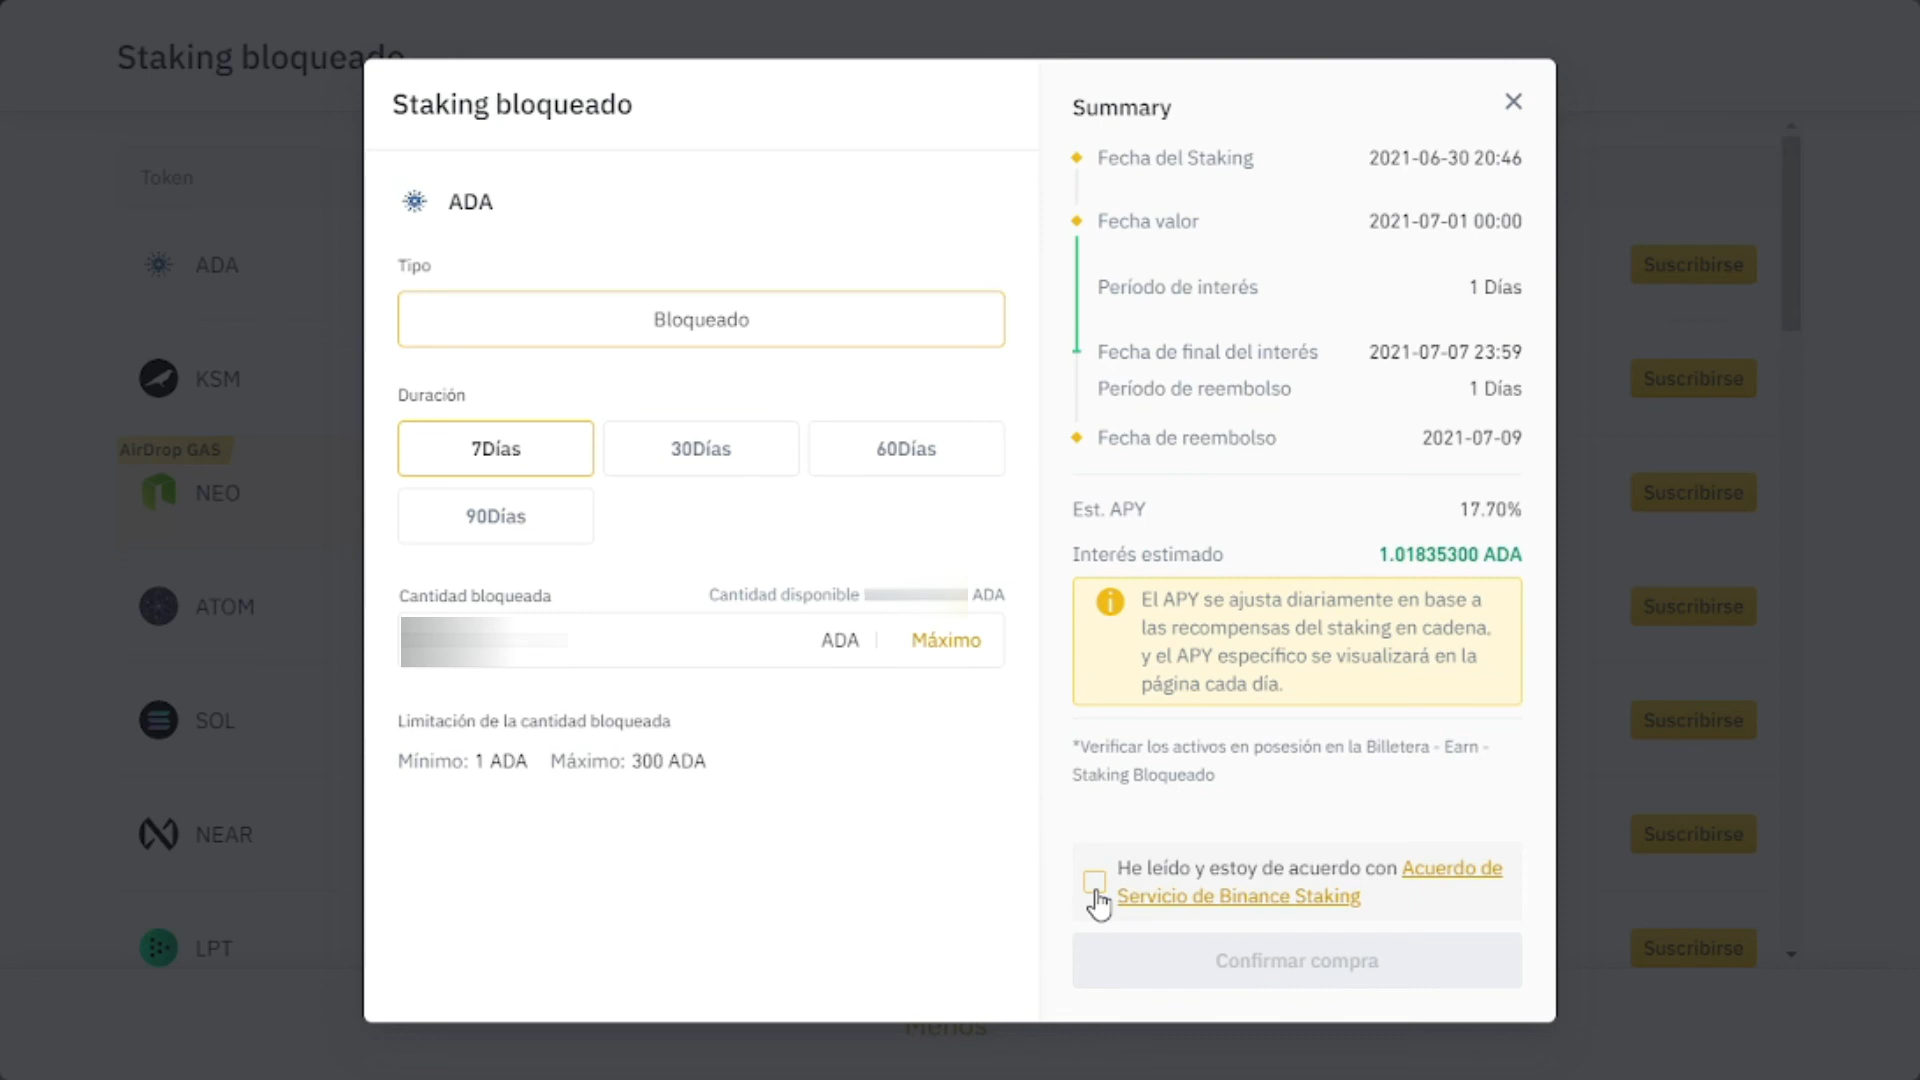 Staking bloqueado
Token
ADA
Suscribirse
KSM
Suscribirse
AirDrop GAS
NEO
Suscribirse
ATOM
Suscribirse
SOL
Suscribirse
NEAR
Suscribirse
LPT
Suscribirse
Menos
Staking bloqueado
ADA
Tipo
Bloqueado
Duración
7Días
30Días
60Días
90Días
Cantidad bloqueada
Cantidad disponible ADA
ADA
Máximo
Limitación de la cantidad bloqueada
Mínimo: 1 ADA Máximo: 300 ADA
Summary
Fecha del Staking 2021-06-30 20:46
Fecha valor 2021-07-01 00:00
Período de interés 1 Días
Fecha de final del interés 2021-07-07 23:59
Período de reembolso 1 Días
Fecha de reembolso 2021-07-09
Est. APY 17.70%
Interés estimado 1.01835300 ADA
El APY se ajusta diariamente en base a
las recompensas del staking en cadena,
y el APY específico se visualizará en la
página cada día.
*Verificar los activos en posesión en la Billetera - Earn -
Staking Bloqueado
He leído y estoy de acuerdo con Acuerdo de
Servicio de Binance Staking
Confirmar compra